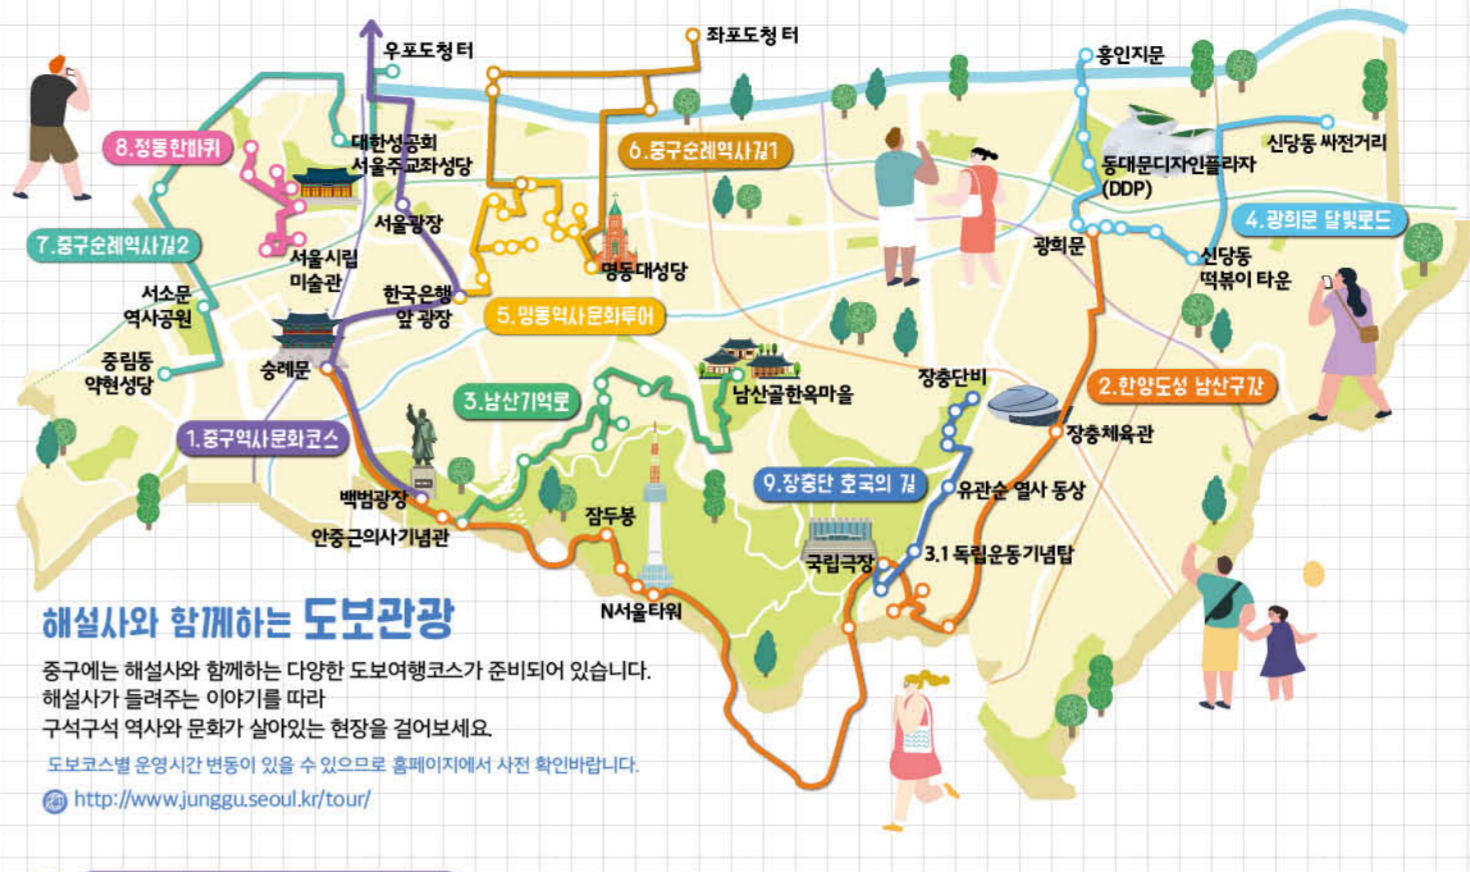 우포도청 터
좌포도청 터
흥인지문
8.정동한바퀴
대한성공회
서울주교좌성당
6.중구순례역사길1
신당동 싸전거리
동대문디자인플라자
(DDP)
서울광장
4.광희문 달빛로드
7.중구순례역사길2
광희문
서울시립
미술관
명동대성당
신당동
떡볶이 타운
서소문
역사공원
한국은행
앞 광장
5.명동역사문화투어
중림동
약현성당
숭례문
장충단비
남산골한옥마을
2.한양도성 남산구간
3.남산기억로
1.중구역사문화코스
장충체육관
9.장충단 호국의 길
유관순 열사 동상
백범광장
안중근의사기념관
잠두봉
국립극장
3.1 독립운동기념탑
N서울타워
해설사와 함께하는 도보관광
중구에는 해설사와 함께하는 다양한 도보여행코스가 준비되어 있습니다.
해설사가 들려주는 이야기를 따라
구석구석 역사와 문화가 살아있는 현장을 걸어보세요.
도보코스별 운영시간 변동이 있을 수 있으므로 홈페이지에서 사전 확인바랍니다.
http://www.junggu.seoul.kr/tour/